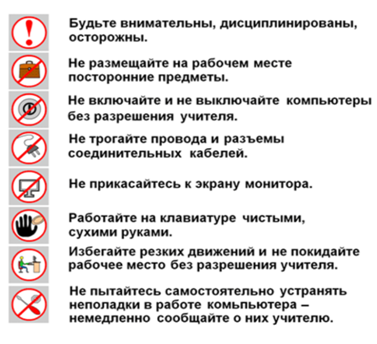 Будьте внимательны, дисциплинированы,
осторожны.
Не размещайте на рабочем месте
посторонние предметы.
Не включайте и не выключайте компьютеры
без разрешения учителя.
Не трогайте провода и разъемы
соединительных кабелей.
Не прикасайтесь к экрану монитора.
Работайте на клавиатуре чистыми,
сухими руками.
Избегайте резких движений и не покидайте
рабочее место без разрешения учителя.
Не пытайтесь самостоятельно устранять
неполадки в работе комьпьютера –
немедленно сообщайте о них учителю.